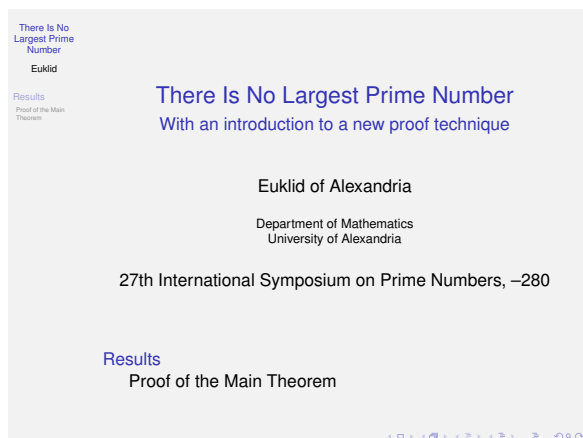 There Is No
Largest Prime
Number
Euklid
Results
Proof of the Main
Theorem
There Is No Largest Prime Number
With an introduction to a new proof technique
Euklid of Alexandria
Department of Mathematics
University of Alexandria
27th International Symposium on Prime Numbers, –280
Results
Proof of the Main Theorem